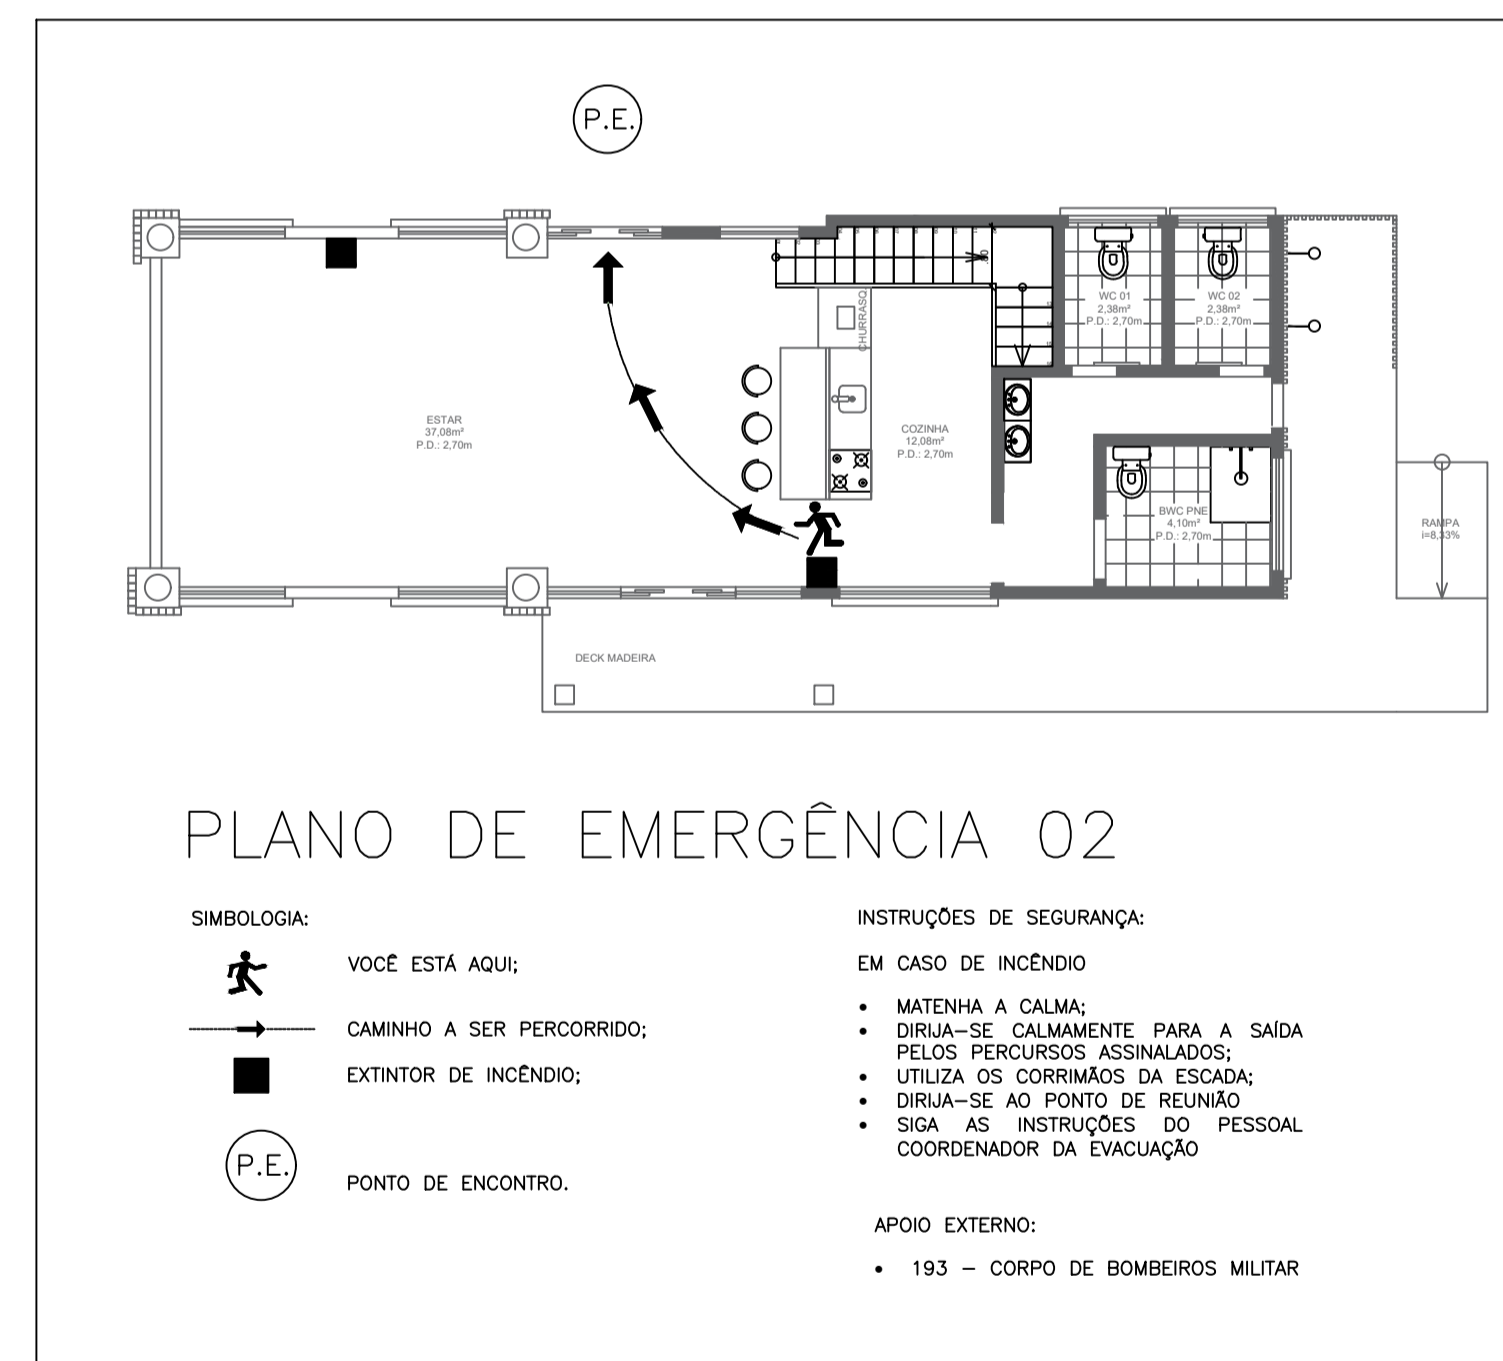 P.E.
WC 01
2,38m²
P.D.: 2,70m
WC 02
2,38m²
P.D.: 2,70m
CHURRASQ.
ESTAR
37,08m²
P.D.: 2,70m
COZINHA
12,08m²
P.D.: 2,70m
BWC PNE
4,10m²
P.D.: 2,70m
RAMPA
i=8,33%
DECK MADEIRA
PLANO DE EMERGÊNCIA 02
SIMBOLOGIA:
VOCÊ ESTÁ AQUI;
CAMINHO A SER PERCORRIDO;
EXTINTOR DE INCÊNDIO;
P.E.
PONTO DE ENCONTRO.
INSTRUÇÕES DE SEGURANÇA:
EM CASO DE INCÊNDIO
• MATENHA A CALMA;
• DIRIJA-SE CALMAMENTE PARA A SAÍDA
PELOS PERCURSOS ASSINALADOS;
• UTILIZA OS CORRIMÃOS DA ESCADA;
• DIRIJA-SE AO PONTO DE REUNIÃO
• SIGA AS INSTRUÇÕES DO PESSOAL
COORDENADOR DA EVACUAÇÃO
APOIO EXTERNO:
• 193 – CORPO DE BOMBEIROS MILITAR